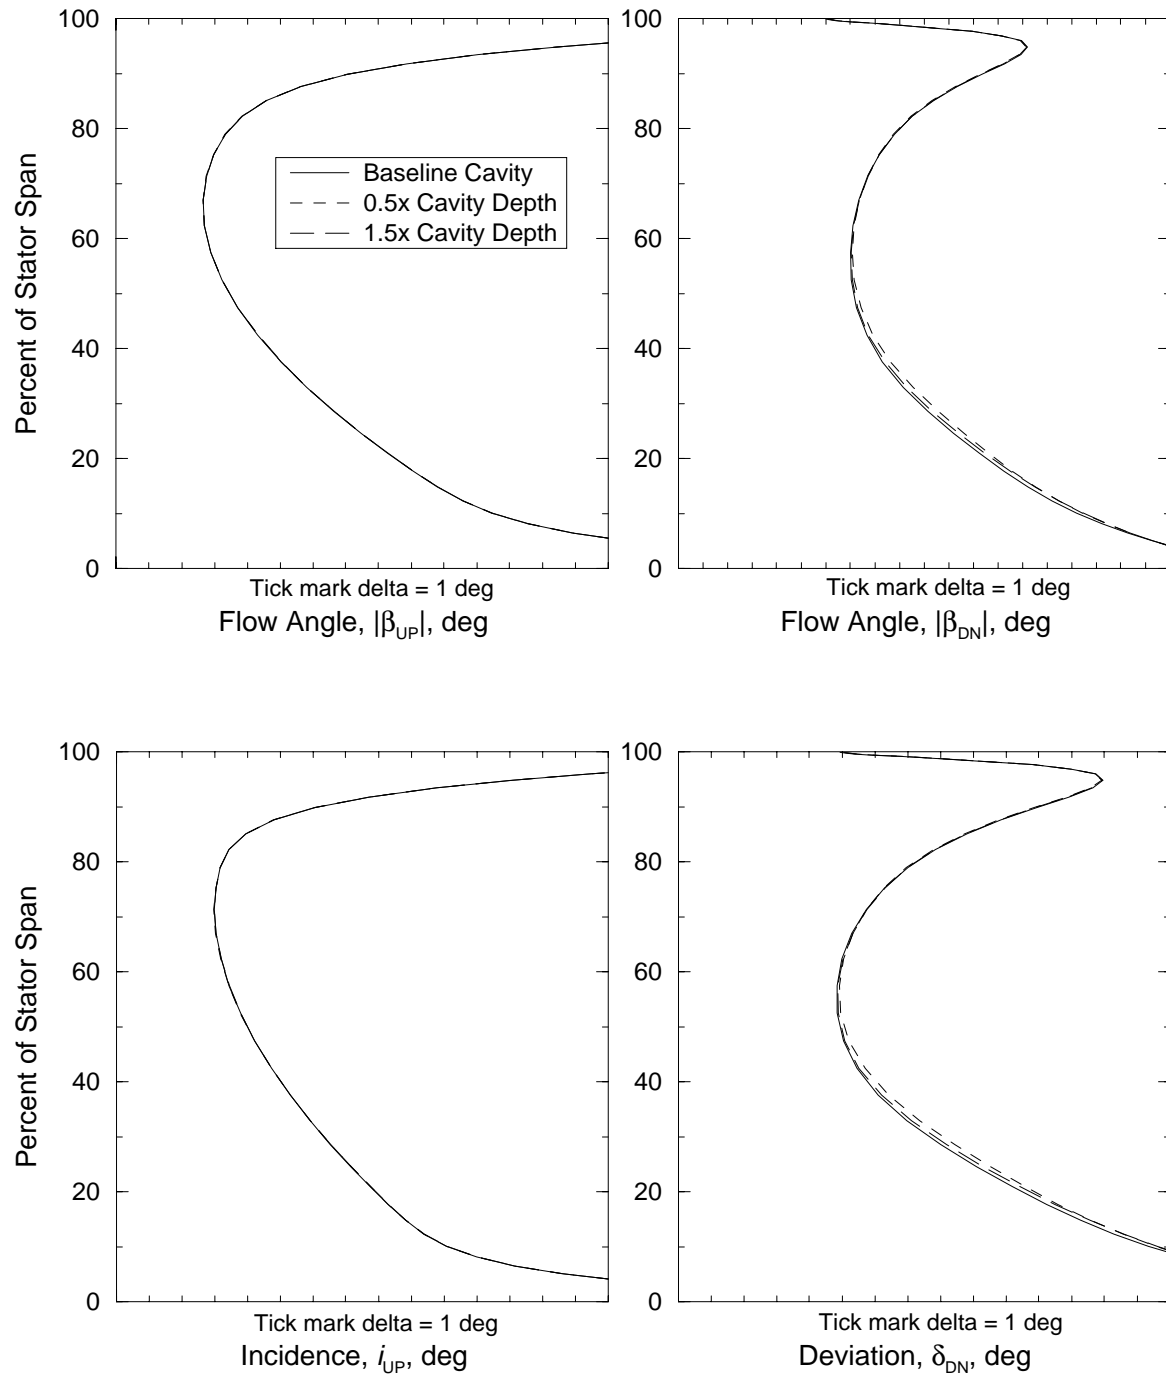 100
80
60
40
20
0
Percent of Stator Span
Baseline Cavity
0.5x Cavity Depth
1.5x Cavity Depth
Tick mark delta = 1 deg
Flow Angle, |β_UP|, deg
100
80
60
40
20
0
Tick mark delta = 1 deg
Flow Angle, |β_DN|, deg
100
80
60
40
20
0
Percent of Stator Span
Tick mark delta = 1 deg
Incidence, i_UP, deg
100
80
60
40
20
0
Tick mark delta = 1 deg
Deviation, δ_DN, deg